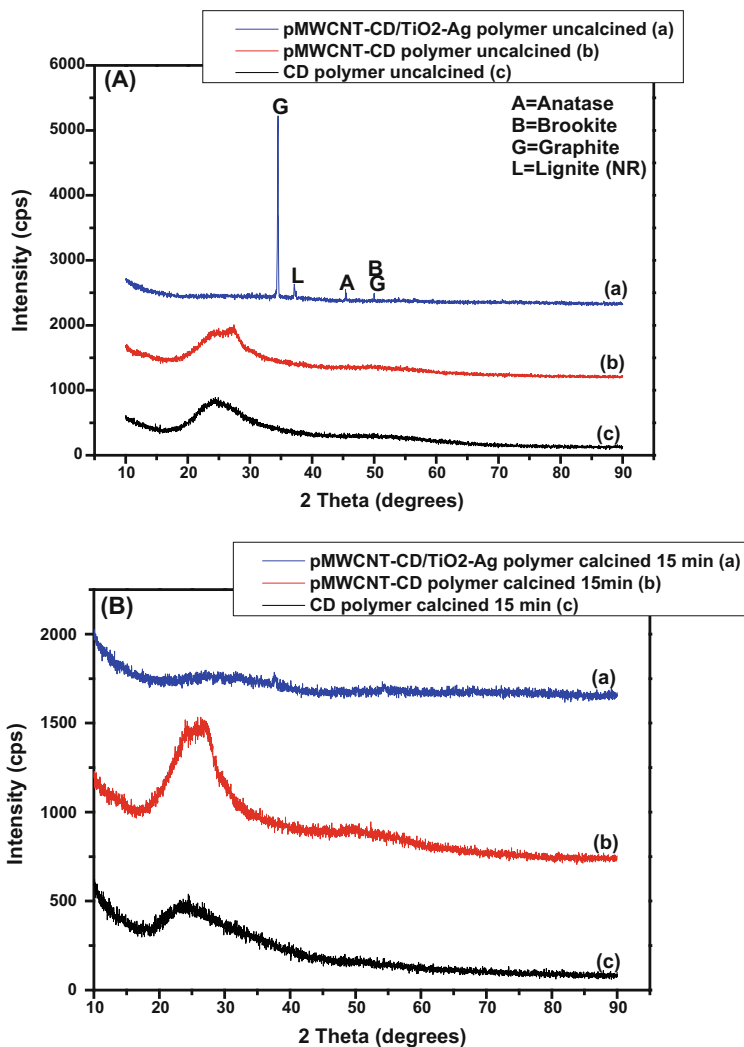 pMWCNT-CD/TiO2-Ag polymer uncalcined (a)
pMWCNT-CD polymer uncalcined (b)
CD polymer uncalcined (c)
(A)
A=Anatase
B=Brookite
G=Graphite
L=Lignite (NR)
6000
5000
4000
3000
2000
1000
0
Intensity (cps)
G
L
A
B
G
(a)
(b)
(c)
10 20 30 40 50 60 70 80 90
2 Theta (degrees)
pMWCNT-CD/TiO2-Ag polymer calcined 15 min (a)
pMWCNT-CD polymer calcined 15min (b)
CD polymer calcined 15 min (c)
(B)
2000
1500
1000
500
0
Intensity (cps)
(a)
(b)
(c)
10 20 30 40 50 60 70 80 90
2 Theta (degrees)